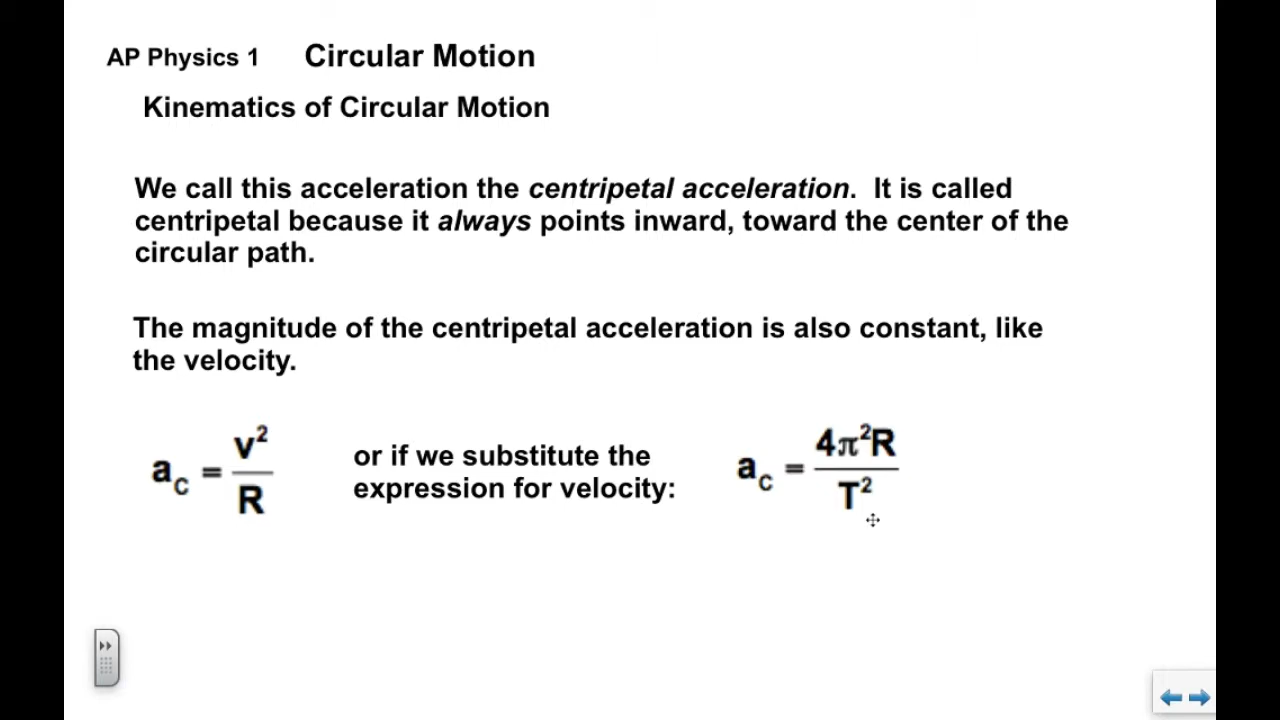 AP Physics 1 Circular Motion
Kinematics of Circular Motion
We call this acceleration the centripetal acceleration. It is called
centripetal because it always points inward, toward the center of the
circular path.
The magnitude of the centripetal acceleration is also constant, like
the velocity.
a_c = v²/R
or if we substitute the
expression for velocity:
a_c = 4π²R/T²